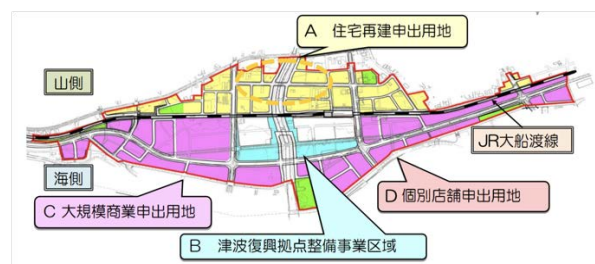 A 住宅再建申出用地
山側
JR大船渡線
海側
D 個別店舗申出用地
C 大規模商業申出用地
B 津波復興拠点整備事業区域